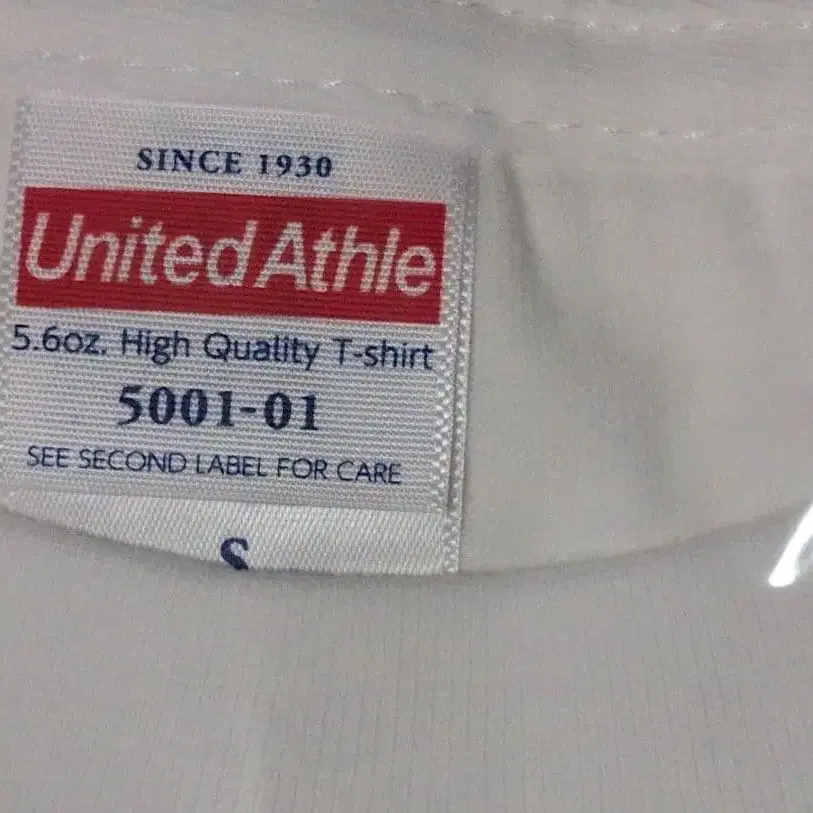 SINCE 1930
United Athle
5.6oz. High Quality T-shirt
5001-01
SEE SECOND LABEL FOR CARE
S